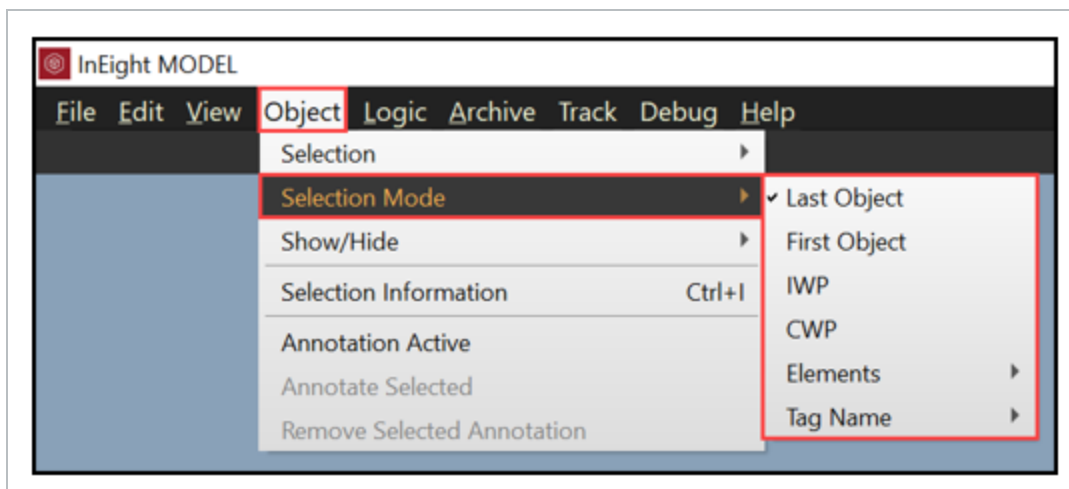 InEight MODEL
File Edit View Object Logic Archive Track Debug Help
Selection
Selection Mode
Show/Hide
Selection Information Ctrl+I
Annotation Active
Annotate Selected
Remove Selected Annotation
Last Object
First Object
IWP
CWP
Elements
Tag Name